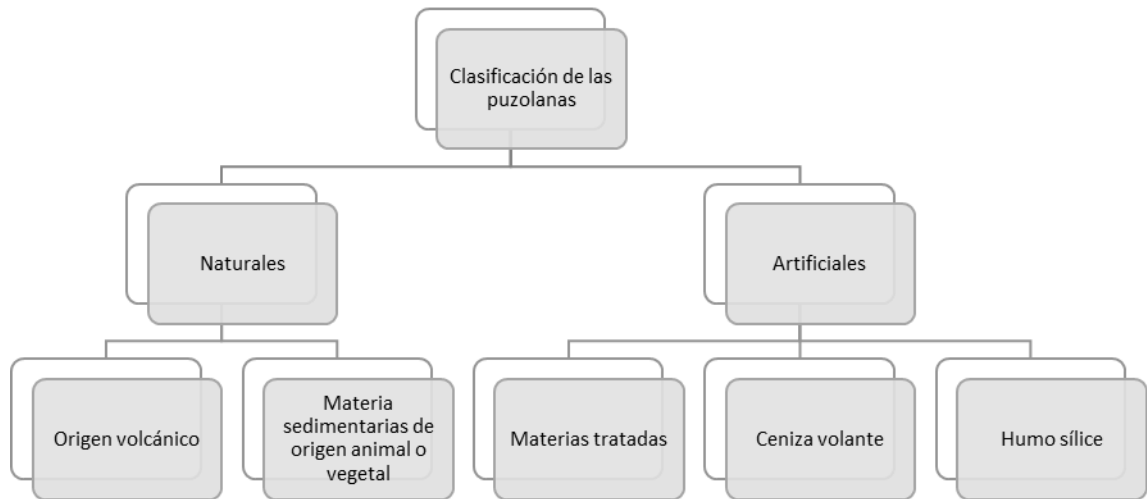 Clasificación de las
puzolanas
Naturales
Artificiales
Origen volcánico
Materia
sedimentarias de
origen animal o
vegetal
Materias tratadas
Ceniza volante
Humo sílice